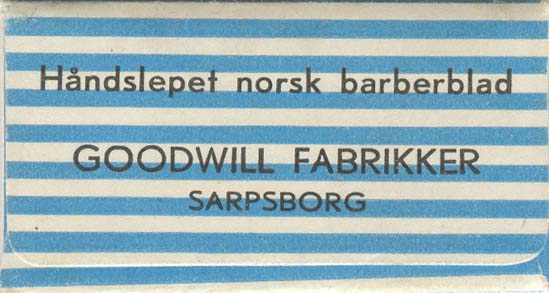 Håndslepet norsk barberblad
GOODWILL FABRIKKER
SARPSBORG